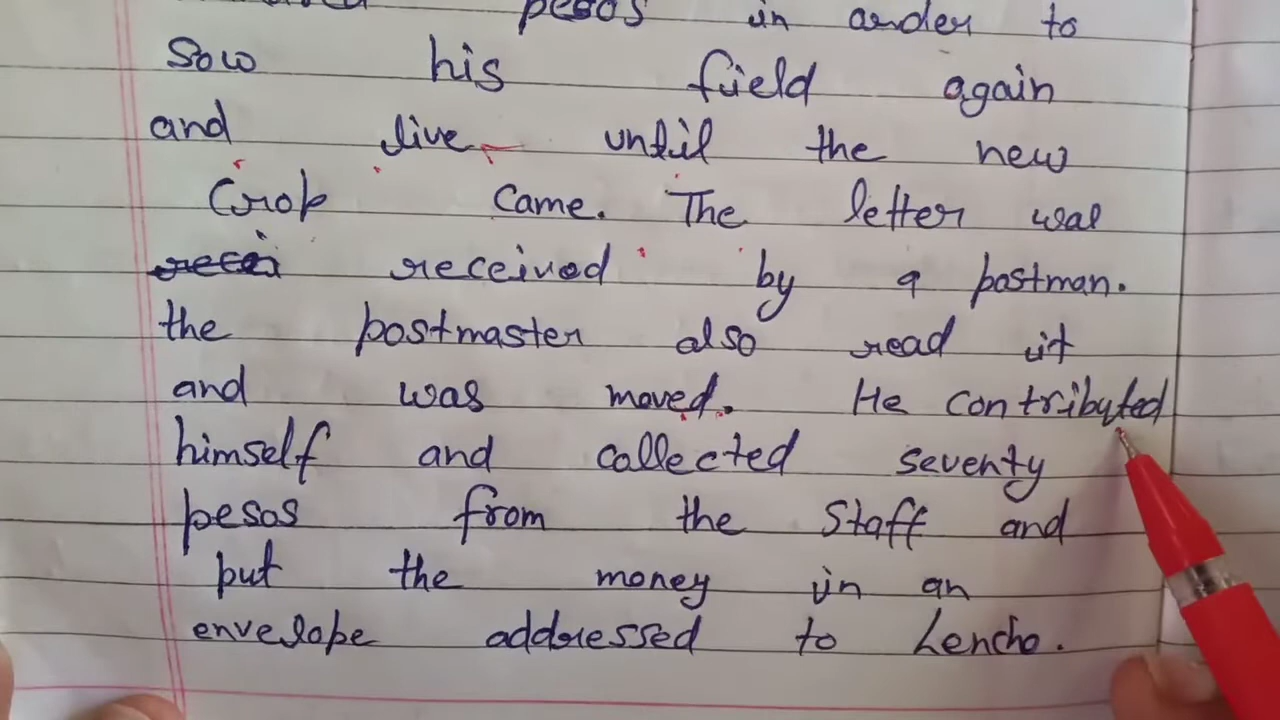 pesos in order to
Sow his field again
and live until the new
Crop came. The letter was
received by a postman.
the postmaster also read it
and was moved. He contributed
himself and collected seventy
pesos from the Staff and
put the money in an
envelope addressed to Lencho.